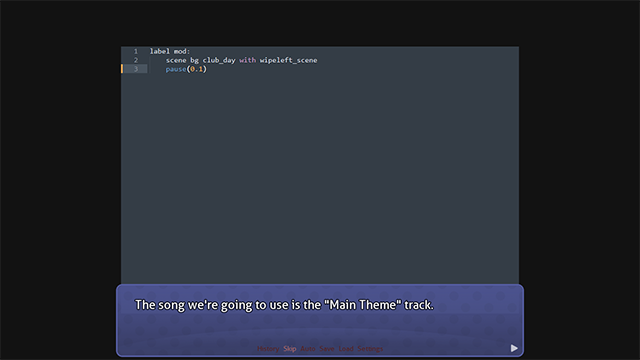 1 label mod:
2 scene bg club_day with wipeleft_scene
3 pause(0.1)
The song we're going to use is the "Main Theme" track.
History Skip Auto Save Load Settings